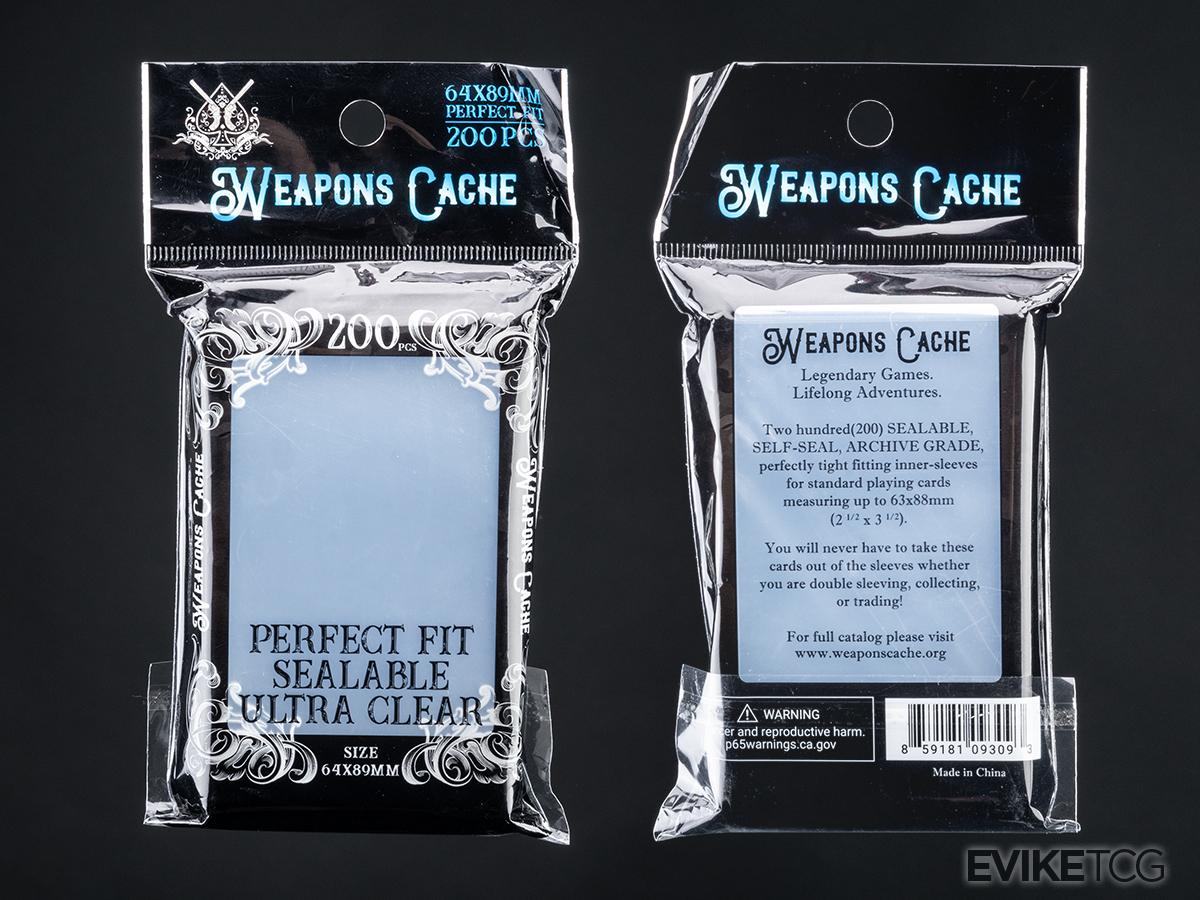 64X89MM
PERFECT FIT
200 PCS
WEAPONS CACHE
200 PCS
WEAPONS CACHE
WEAPONS CACHE
PERFECT FIT
SEALABLE
ULTRA CLEAR
SIZE
64X89MM
WEAPONS CACHE
WEAPONS CACHE
Legendary Games.
Lifelong Adventures.
Two hundred(200) SEALABLE,
SELF-SEAL, ARCHIVE GRADE,
perfectly tight fitting inner-sleeves
for standard playing cards
measuring up to 63x88mm
(2 1/2 x 3 1/2).
You will never have to take these
cards out of the sleeves whether
you are double sleeving, collecting,
or trading!
For full catalog please visit
www.weaponscache.org
⚠ WARNING
and reproductive harm.
p65warnings.ca.gov
8 59181 09309 3
Made in China
EVIKETCG